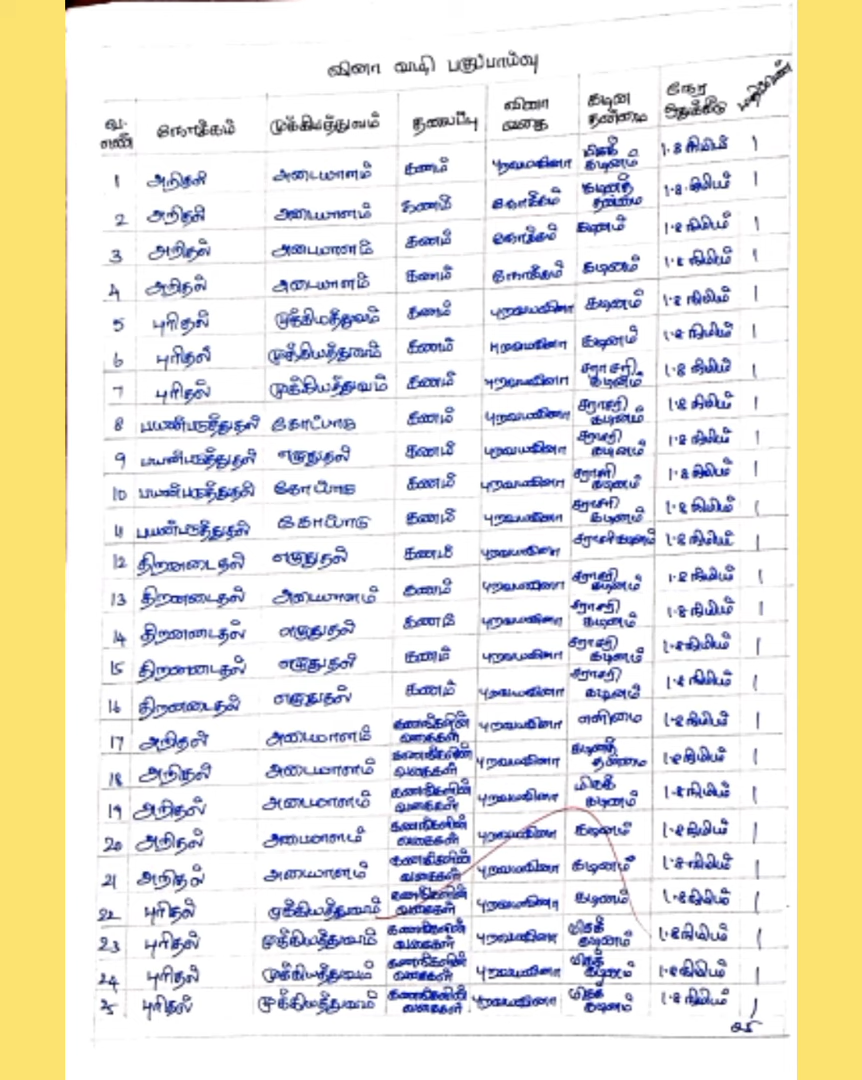 வினா வழி பகுப்பாய்வு
வ. எண் நோக்கம் முக்கியத்துவம் தலைப்பு வினா வகை கடின தன்மை நேர ஒதுக்கீடு மதிப்பெண்
1 அறிதல் அடையாளம் கணம் புறவயவினா மிகக் கடினம் 1.8 நிமிடம் 1
2 அறிதல் அடையாளம் கணம் நோக்கம் கடினத் தன்மை 1.8 நிமிடம் 1
3 அறிதல் அடையாளம் கணம் நோக்கம் கடினம் 1.8 நிமிடம் 1
4 அறிதல் அடையாளம் கணம் நோக்கம் கடினம் 1.8 நிமிடம் 1
5 புரிதல் முக்கிமத்துவம் கணம் புறவயவினா கடினம் 1.8 நிமிடம் 1
6 புரிதல் முக்கியத்துவம் கணம் புறவயவினா கடினம் 1.8 நிமிடம் 1
7 புரிதல் முக்கியத்துவம் கணம் புறவயவினா சராசரி கடினம் 1.8 நிமிடம் 1
8 பயன்படுத்துதல் கோட்பாடு கணம் புறவயவினா சராசரி கடினம் 1.8 நிமிடம் 1
9 பயன்படுத்துதல் எழுதுதல் கணம் புறவயவினா சராசரி கடினம் 1.8 நிமிடம் 1
10 பயன்படுத்துதல் கோட்பாடு கணம் புறவயவினா சராசரி கடினம் 1.8 நிமிடம் 1
11 பயன்படுத்துதல் கோட்பாடு கணம் புறவயவினா சராசரி கடினம் 1.8 நிமிடம் 1
12 திறனடைதல் எழுதுதல் கணம் புறவயவினா சராசரி கடினம் 1.8 நிமிடம் 1
13 திறனடைதல் அடையாளம் கணம் புறவயவினா சராசரி கடினம் 1.8 நிமிடம் 1
14 திறனடைதல் எழுதுதல் கணம் புறவயவினா சராசரி கடினம் 1.8 நிமிடம் 1
15 திறனடைதல் எழுதுதல் கணம் புறவயவினா சராசரி கடினம் 1.8 நிமிடம் 1
16 திறனடைதல் எழுதுதல் கணம் புறவயவினா சராசரி கடினம் 1.8 நிமிடம் 1
17 அறிதல் அடையாளம் கணங்களின் வகைகள் புறவயவினா எளிமை 1.8 நிமிடம் 1
18 அறிதல் அடையாளம் கணங்களின் வகைகள் புறவயவினா கடினத் தன்மை 1.8 நிமிடம் 1
19 அறிதல் அடையாளம் கணங்களின் வகைகள் புறவயவினா மிகக் கடினம் 1.8 நிமிடம் 1
20 அறிதல் அடையாளம் கணங்களின் வகைகள் புறவயவினா கடினம் 1.8 நிமிடம் 1
21 அறிதல் அடையாளம் கணங்களின் வகைகள் புறவயவினா கடினம் 1.8 நிமிடம் 1
22 புரிதல் முக்கியத்துவம் கணங்களின் வகைகள் புறவயவினா கடினம் 1.8 நிமிடம் 1
23 புரிதல் முக்கியத்துவம் கணங்களின் வகைகள் புறவயவினா மிகக் கடினம் 1.8 நிமிடம் 1
24 புரிதல் முக்கியத்துவம் கணங்களின் வகைகள் புறவயவினா மிகக் கடினம் 1.8 நிமிடம் 1
25 புரிதல் முக்கியத்துவம் கணங்களின் வகைகள் புறவயவினா மிகக் கடினம் 1.8 நிமிடம் 1
25